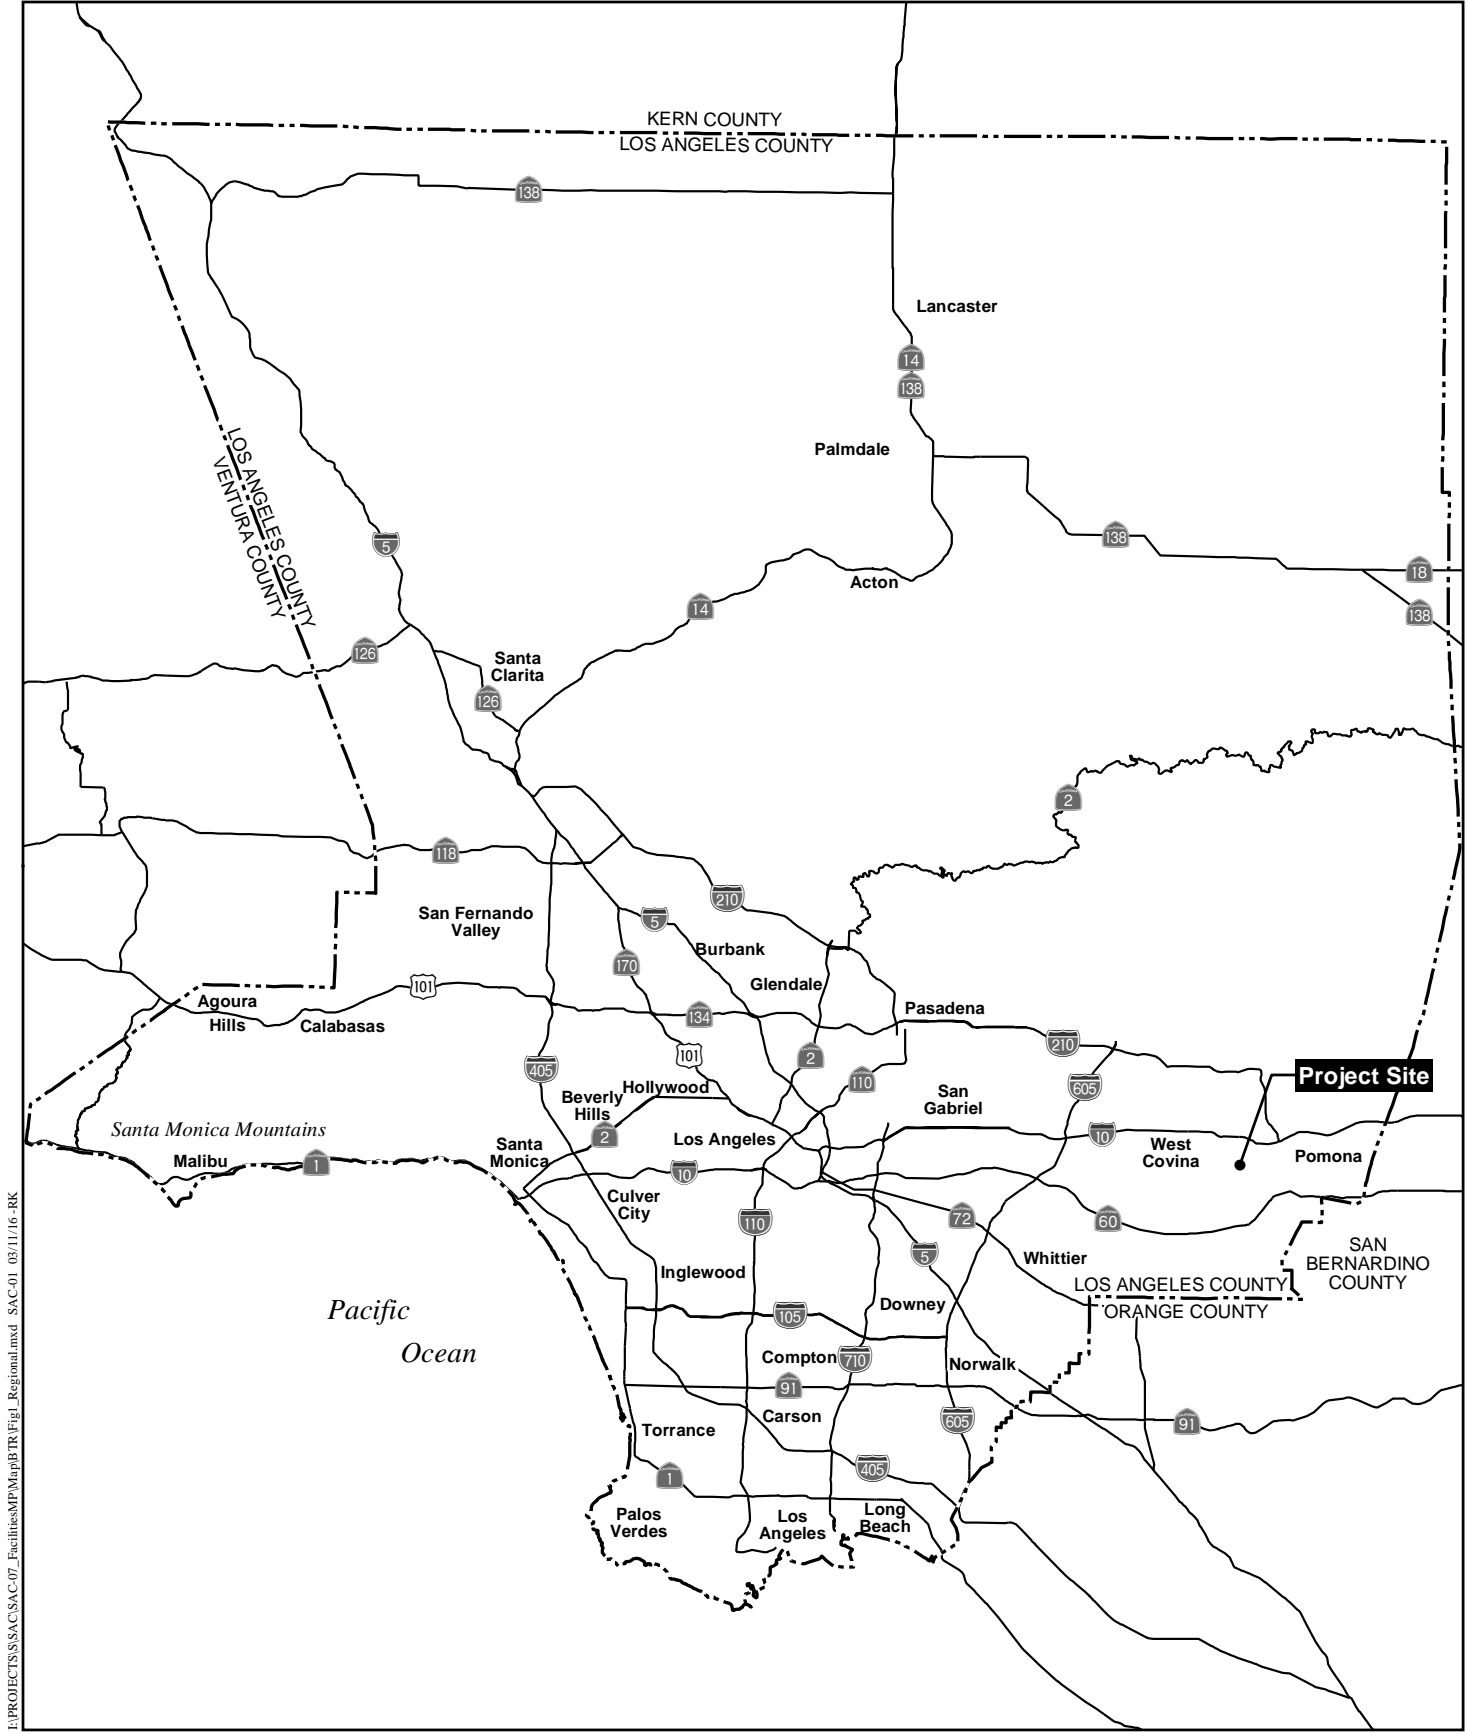 KERN COUNTY
LOS ANGELES COUNTY
138
Lancaster
14
138
Palmdale
LOS ANGELES COUNTY
VENTURA COUNTY
5
138
18
138
Acton
14
126
Santa
Clarita
126
2
118
210
San Fernando
Valley
5
Burbank
170
Glendale
101
Agoura
Hills
Calabasas
134
Pasadena
210
101
2
405
110
605
Project Site
Hollywood
Beverly
Hills
2
San
Gabriel
Santa Monica Mountains
Los Angeles
10
West
Covina
Pomona
Santa
Monica
Malibu
1
10
Culver
City
110
72
60
5
Whittier
SAN
BERNARDINO
COUNTY
Inglewood
LOS ANGELES COUNTY
ORANGE COUNTY
Pacific
Ocean
105
Downey
Compton
710
Norwalk
91
Carson
605
91
Torrance
405
1
Palos
Verdes
Los
Angeles
Long
Beach
I:\PROJECTS\S\SAC\SAC-07_FacilitiesMP\Map\BTR\Fig1_Regional.mxd SAC-01 03/11/16 -RK